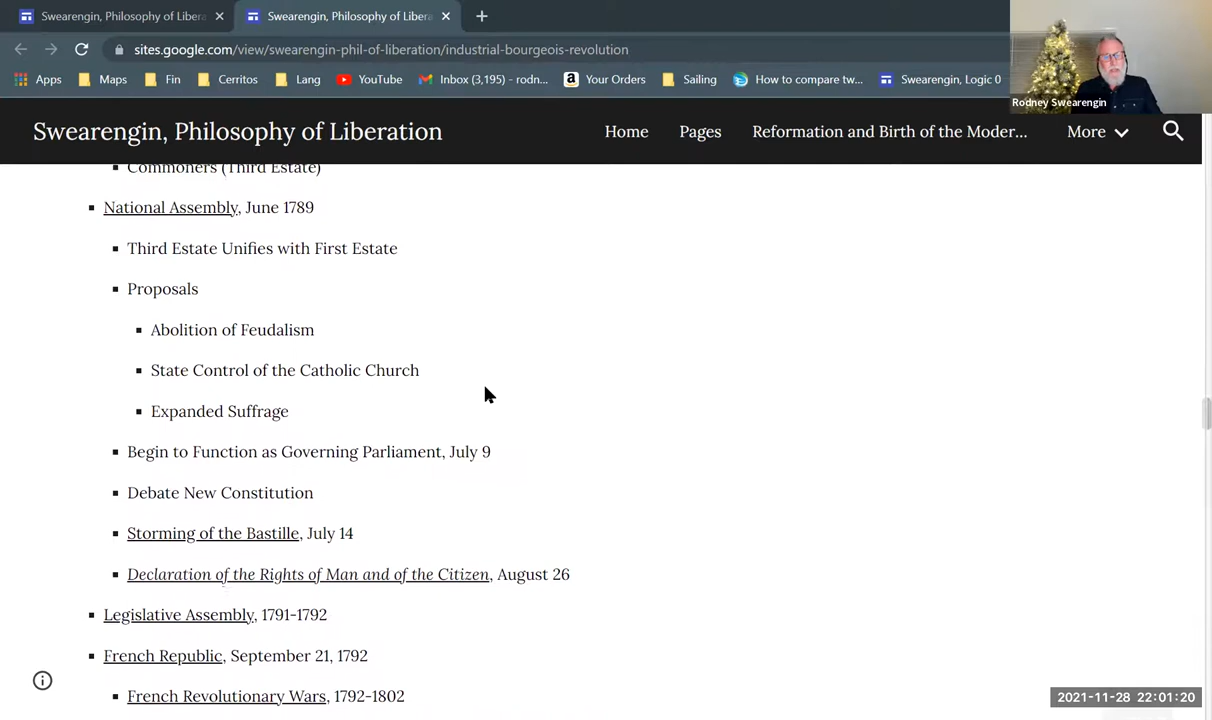 Swearengin, Philosophy of Libera
Swearengin, Philosophy of Libera
sites.google.com/view/swearengin-phil-of-liberation/industrial-bourgeois-revolution
Apps Maps Fin Cerritos Lang YouTube Inbox (3,195) - rodn... Your Orders Sailing How to compare tw... Swearengin, Logic 0
Rodney Swearengin
Swearengin, Philosophy of Liberation Home Pages Reformation and Birth of the Moder... More
Commoners (Third Estate)
National Assembly, June 1789
Third Estate Unifies with First Estate
Proposals
Abolition of Feudalism
State Control of the Catholic Church
Expanded Suffrage
Begin to Function as Governing Parliament, July 9
Debate New Constitution
Storming of the Bastille, July 14
Declaration of the Rights of Man and of the Citizen, August 26
Legislative Assembly, 1791-1792
French Republic, September 21, 1792
French Revolutionary Wars, 1792-1802
2021-11-28 22:01:20